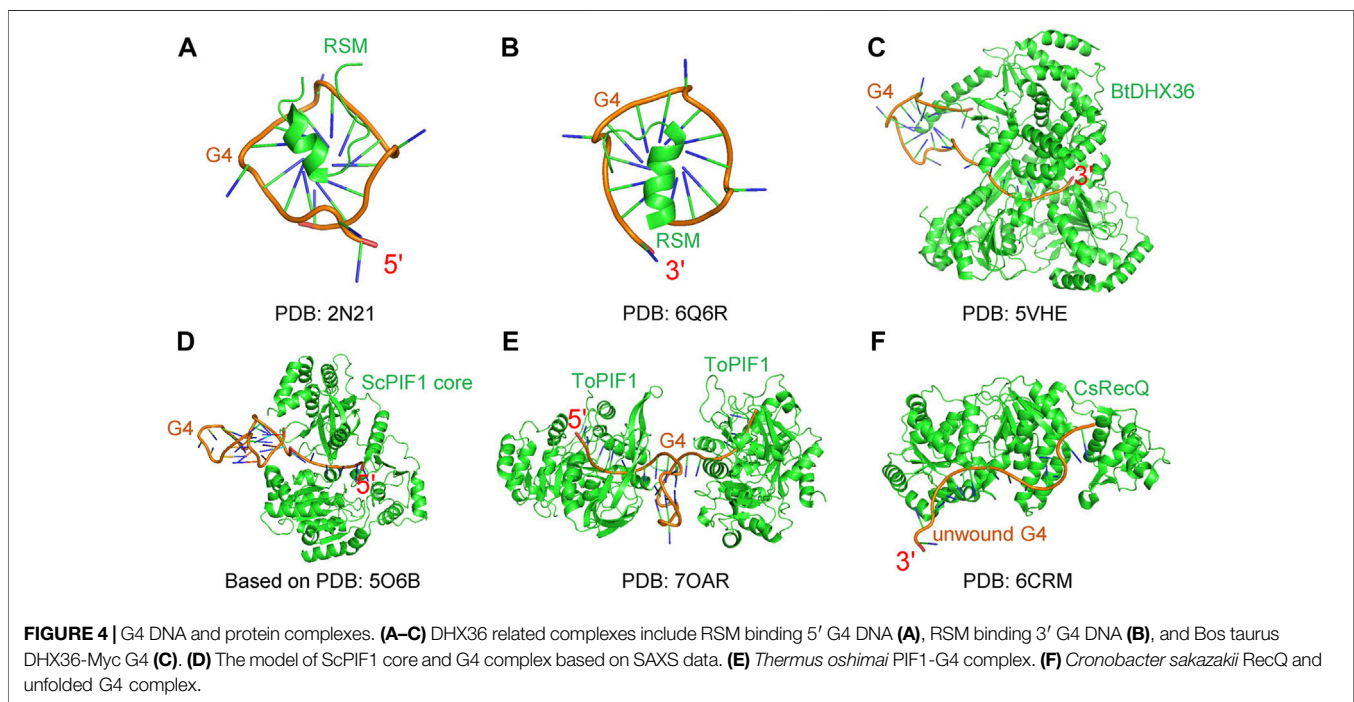 A
RSM
G4
5'
PDB: 2N21
B
G4
RSM
3'
PDB: 6Q6R
C
G4
BtDHX36
3'
PDB: 5VHE
D
ScPIF1 core
G4
5'
Based on PDB: 5O6B
E
ToPIF1
ToPIF1
5'
G4
PDB: 7OAR
F
CsRecQ
unwound G4
3'
PDB: 6CRM
FIGURE 4 | G4 DNA and protein complexes. (A–C) DHX36 related complexes include RSM binding 5′ G4 DNA (A), RSM binding 3′ G4 DNA (B), and Bos taurus
DHX36-Myc G4 (C). (D) The model of ScPIF1 core and G4 complex based on SAXS data. (E) Thermus oshimai PIF1-G4 complex. (F) Cronobacter sakazakii RecQ and
unfolded G4 complex.